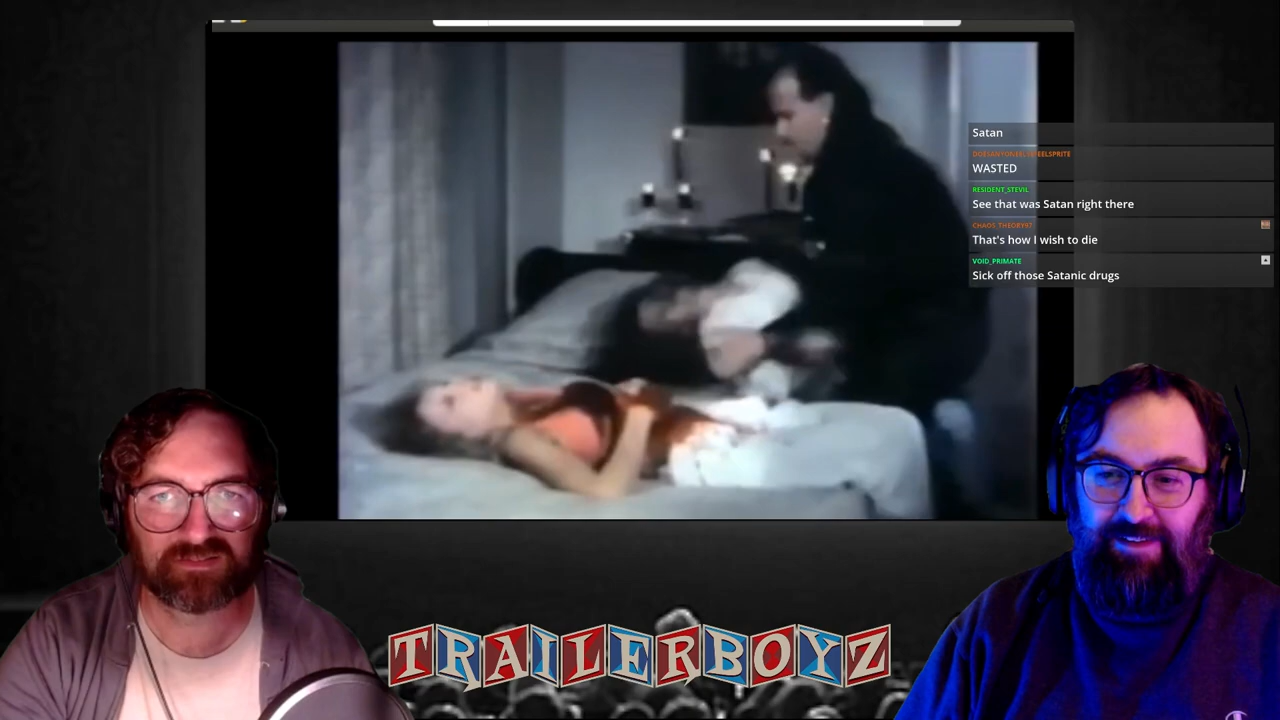 Satan
WASTED
RESIDENT_STEVIL
See that was Satan right there
CHAOS_THEORY97
That's how I wish to die
VOID_PRIMATE
Sick off those Satanic drugs
TRAILERBOYZ